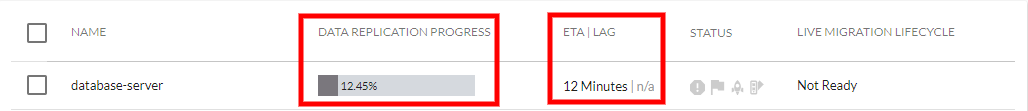 NAME DATA REPLICATION PROGRESS ETA | LAG STATUS LIVE MIGRATION LIFECYCLE
database-server 12.45% 12 Minutes | n/a Not Ready